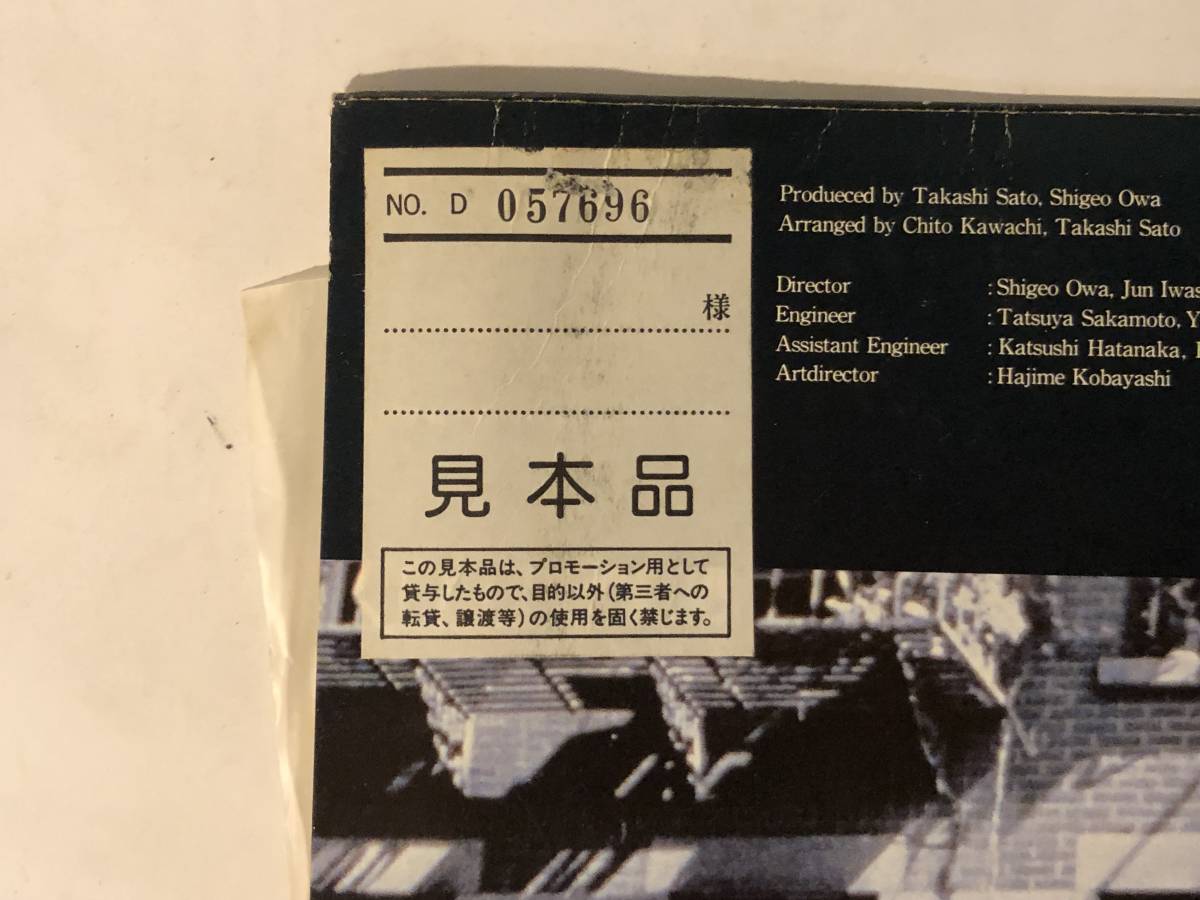 NO. D 057696
様
見本品
この見本品は、プロモーション用として
貸与したもので、目的以外(第三者への
転貸、譲渡等)の使用を固く禁じます。
Produeced by Takashi Sato, Shigeo Owa
Arranged by Chito Kawachi, Takashi Sato
Director : Shigeo Owa, Jun Iwas
Engineer : Tatsuya Sakamoto, Y
Assistant Engineer : Katsushi Hatanaka,
Artdirector : Hajime Kobayashi